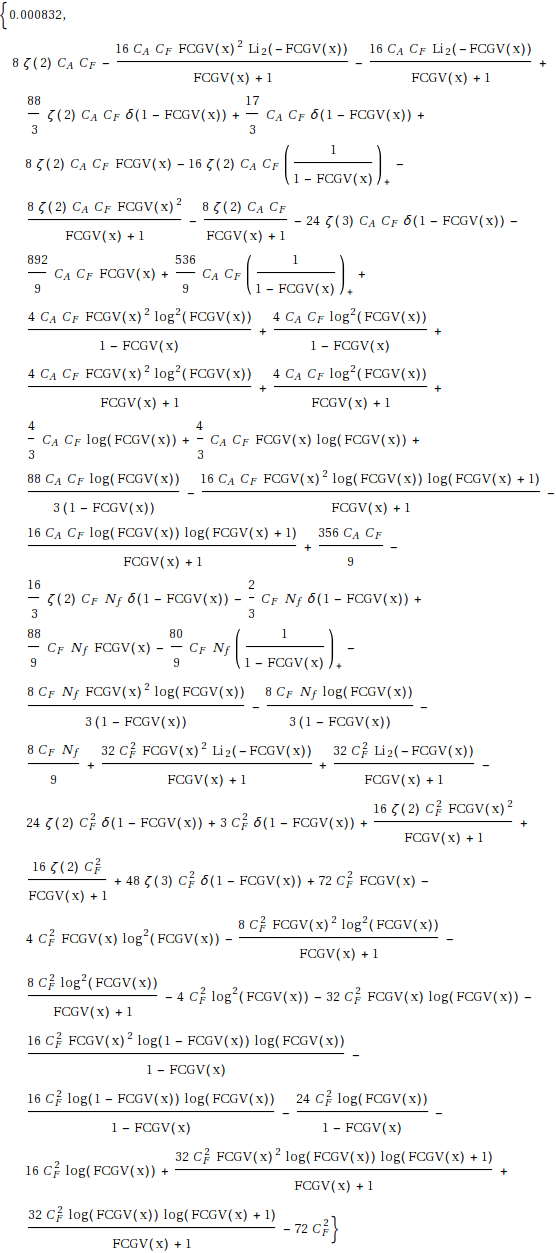 {0.000832,
8 ζ(2) C_A C_F − (16 C_A C_F FCGV(x)^2 Li_2(−FCGV(x)))/(FCGV(x) + 1) − (16 C_A C_F Li_2(−FCGV(x)))/(FCGV(x) + 1) +
88/3 ζ(2) C_A C_F δ(1 − FCGV(x)) + 17/3 C_A C_F δ(1 − FCGV(x)) +
8 ζ(2) C_A C_F FCGV(x) − 16 ζ(2) C_A C_F (1/(1 − FCGV(x)))_+ −
(8 ζ(2) C_A C_F FCGV(x)^2)/(FCGV(x) + 1) − (8 ζ(2) C_A C_F)/(FCGV(x) + 1) − 24 ζ(3) C_A C_F δ(1 − FCGV(x)) −
892/9 C_A C_F FCGV(x) + 536/9 C_A C_F (1/(1 − FCGV(x)))_+ +
(4 C_A C_F FCGV(x)^2 log^2(FCGV(x)))/(1 − FCGV(x)) + (4 C_A C_F log^2(FCGV(x)))/(1 − FCGV(x)) +
(4 C_A C_F FCGV(x)^2 log^2(FCGV(x)))/(FCGV(x) + 1) + (4 C_A C_F log^2(FCGV(x)))/(FCGV(x) + 1) +
4/3 C_A C_F log(FCGV(x)) + 4/3 C_A C_F FCGV(x) log(FCGV(x)) +
(88 C_A C_F log(FCGV(x)))/(3 (1 − FCGV(x))) − (16 C_A C_F FCGV(x)^2 log(FCGV(x)) log(FCGV(x) + 1))/(FCGV(x) + 1) −
(16 C_A C_F log(FCGV(x)) log(FCGV(x) + 1))/(FCGV(x) + 1) + (356 C_A C_F)/9 −
16/3 ζ(2) C_F N_f δ(1 − FCGV(x)) − 2/3 C_F N_f δ(1 − FCGV(x)) +
88/9 C_F N_f FCGV(x) − 80/9 C_F N_f (1/(1 − FCGV(x)))_+ −
(8 C_F N_f FCGV(x)^2 log(FCGV(x)))/(3 (1 − FCGV(x))) − (8 C_F N_f log(FCGV(x)))/(3 (1 − FCGV(x))) −
(8 C_F N_f)/9 + (32 C_F^2 FCGV(x)^2 Li_2(−FCGV(x)))/(FCGV(x) + 1) + (32 C_F^2 Li_2(−FCGV(x)))/(FCGV(x) + 1) −
24 ζ(2) C_F^2 δ(1 − FCGV(x)) + 3 C_F^2 δ(1 − FCGV(x)) + (16 ζ(2) C_F^2 FCGV(x)^2)/(FCGV(x) + 1) +
(16 ζ(2) C_F^2)/(FCGV(x) + 1) + 48 ζ(3) C_F^2 δ(1 − FCGV(x)) + 72 C_F^2 FCGV(x) −
4 C_F^2 FCGV(x) log^2(FCGV(x)) − (8 C_F^2 FCGV(x)^2 log^2(FCGV(x)))/(FCGV(x) + 1) −
(8 C_F^2 log^2(FCGV(x)))/(FCGV(x) + 1) − 4 C_F^2 log^2(FCGV(x)) − 32 C_F^2 FCGV(x) log(FCGV(x)) −
(16 C_F^2 FCGV(x)^2 log(1 − FCGV(x)) log(FCGV(x)))/(1 − FCGV(x)) −
(16 C_F^2 log(1 − FCGV(x)) log(FCGV(x)))/(1 − FCGV(x)) − (24 C_F^2 log(FCGV(x)))/(1 − FCGV(x)) −
16 C_F^2 log(FCGV(x)) + (32 C_F^2 FCGV(x)^2 log(FCGV(x)) log(FCGV(x) + 1))/(FCGV(x) + 1) +
(32 C_F^2 log(FCGV(x)) log(FCGV(x) + 1))/(FCGV(x) + 1) − 72 C_F^2}